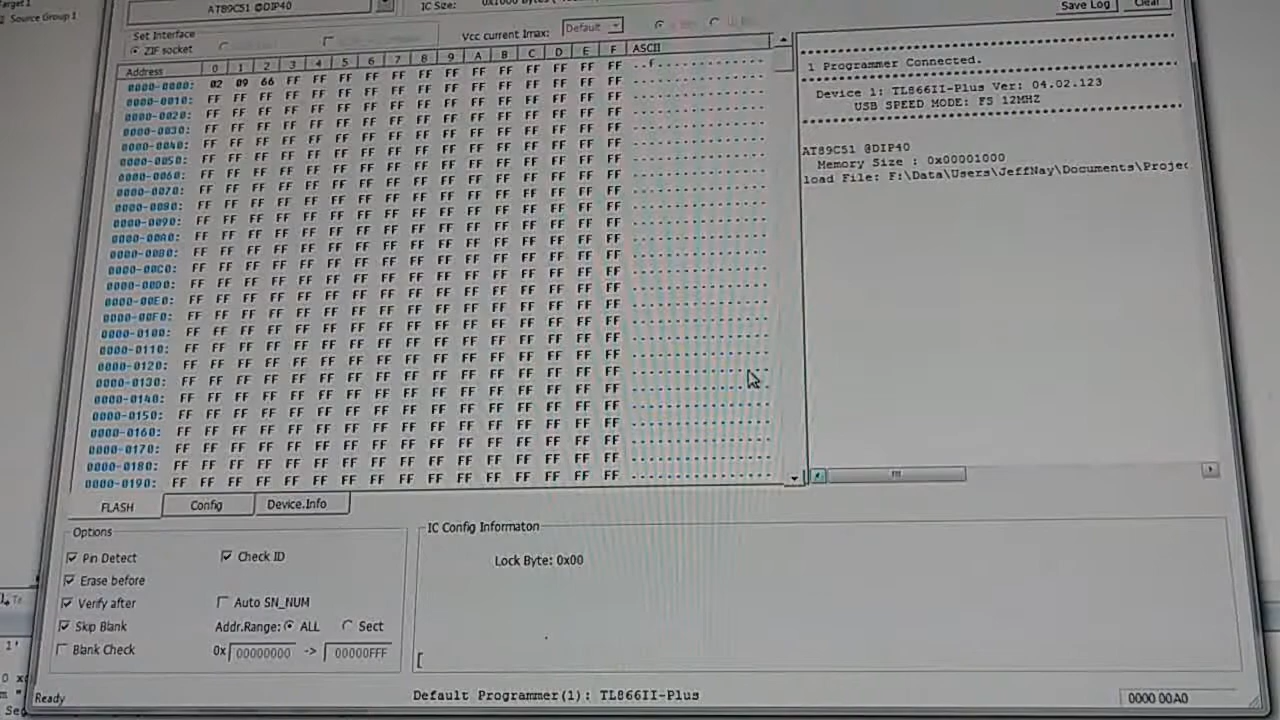 Target 1
Source Group 1
AT89C51 @DIP40
IC Size:
0x1000 Bytes
Save Log
Clear
Set Interface
ZIF socket
Vcc current Imax:
Default
Address 0 1 2 3 4 5 6 7 8 9 A B C D E F ASCII
0000-0000: 02 09 66 FF FF FF FF FF FF FF FF FF FF FF FF FF ..f.............
0000-0010: FF FF FF FF FF FF FF FF FF FF FF FF FF FF FF FF ................
0000-0020: FF FF FF FF FF FF FF FF FF FF FF FF FF FF FF FF ................
0000-0030: FF FF FF FF FF FF FF FF FF FF FF FF FF FF FF FF ................
0000-0040: FF FF FF FF FF FF FF FF FF FF FF FF FF FF FF FF ................
0000-0050: FF FF FF FF FF FF FF FF FF FF FF FF FF FF FF FF ................
0000-0060: FF FF FF FF FF FF FF FF FF FF FF FF FF FF FF FF ................
0000-0070: FF FF FF FF FF FF FF FF FF FF FF FF FF FF FF FF ................
0000-0080: FF FF FF FF FF FF FF FF FF FF FF FF FF FF FF FF ................
0000-0090: FF FF FF FF FF FF FF FF FF FF FF FF FF FF FF FF ................
0000-00A0: FF FF FF FF FF FF FF FF FF FF FF FF FF FF FF FF ................
0000-00B0: FF FF FF FF FF FF FF FF FF FF FF FF FF FF FF FF ................
0000-00C0: FF FF FF FF FF FF FF FF FF FF FF FF FF FF FF FF ................
0000-00D0: FF FF FF FF FF FF FF FF FF FF FF FF FF FF FF FF ................
0000-00E0: FF FF FF FF FF FF FF FF FF FF FF FF FF FF FF FF ................
0000-00F0: FF FF FF FF FF FF FF FF FF FF FF FF FF FF FF FF ................
0000-0100: FF FF FF FF FF FF FF FF FF FF FF FF FF FF FF FF ................
0000-0110: FF FF FF FF FF FF FF FF FF FF FF FF FF FF FF FF ................
0000-0120: FF FF FF FF FF FF FF FF FF FF FF FF FF FF FF FF ................
0000-0130: FF FF FF FF FF FF FF FF FF FF FF FF FF FF FF FF ................
0000-0140: FF FF FF FF FF FF FF FF FF FF FF FF FF FF FF FF ................
0000-0150: FF FF FF FF FF FF FF FF FF FF FF FF FF FF FF FF ................
0000-0160: FF FF FF FF FF FF FF FF FF FF FF FF FF FF FF FF ................
0000-0170: FF FF FF FF FF FF FF FF FF FF FF FF FF FF FF FF ................
0000-0180: FF FF FF FF FF FF FF FF FF FF FF FF FF FF FF FF ................
0000-0190: FF FF FF FF FF FF FF FF FF FF FF FF FF FF FF FF ................
1 Programmer Connected.
Device 1: TL866II-Plus Ver: 04.02.123
USB SPEED MODE: FS 12MHZ
AT89C51 @DIP40
Memory Size : 0x00001000
load File: F:\Data\Users\JeffNay\Documents\Projec
FLASH
Config
Device.Info
Options
Pin Detect
Check ID
Erase before
Verify after
Auto SN_NUM
Skip Blank
Addr.Range: ALL Sect
Blank Check
0x 00000000 -> 00000FFF
IC Config Informaton
Lock Byte: 0x00
[
Ready
Default Programmer(1): TL866II-Plus
0000 00A0